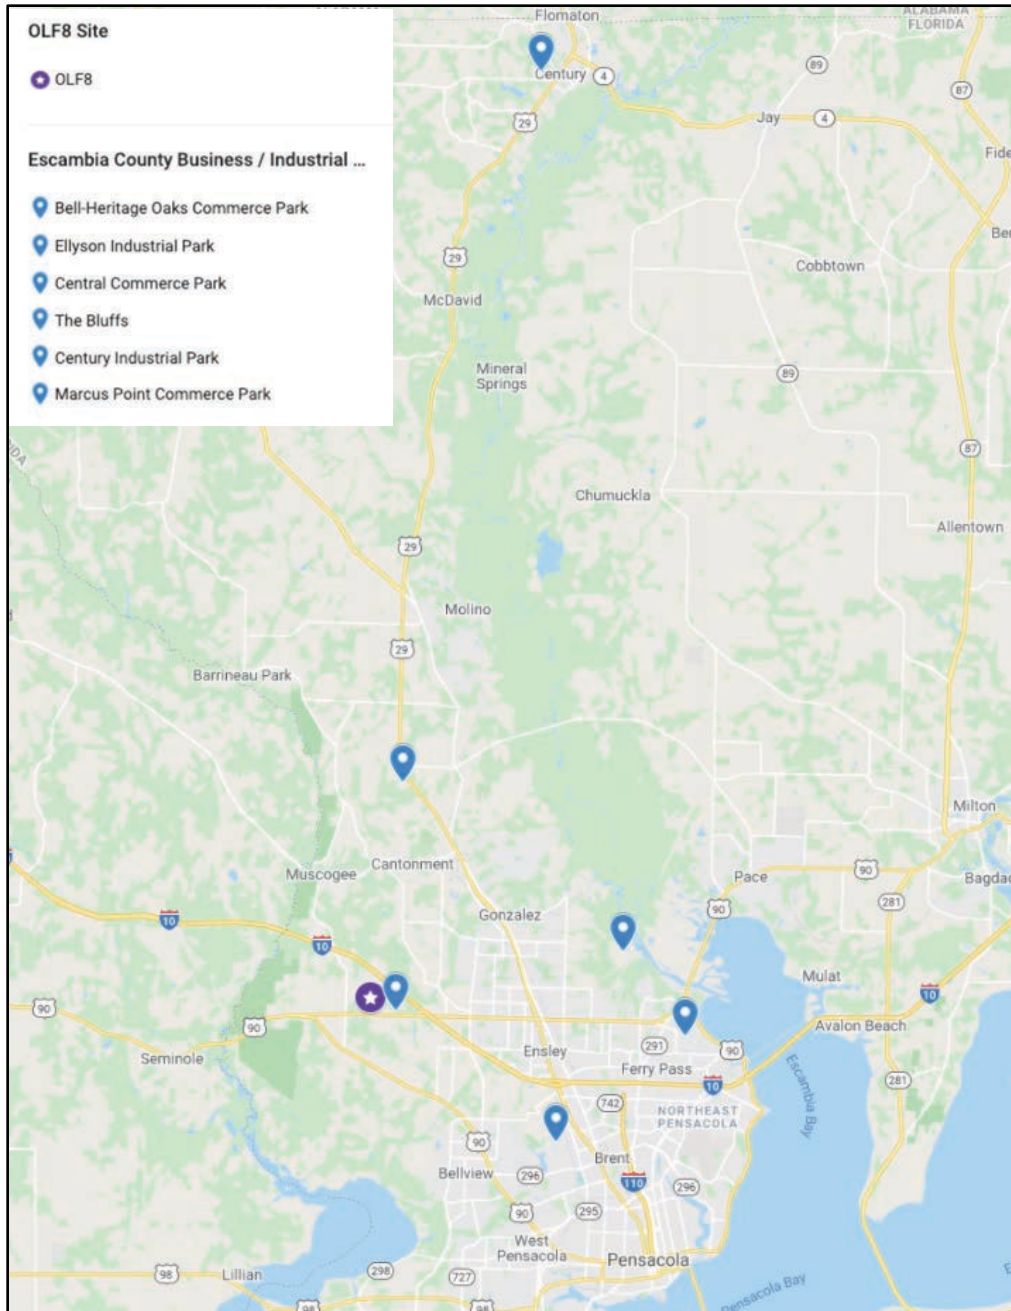 OLF8 Site
OLF8
Escambia County Business / Industrial ...
Bell-Heritage Oaks Commerce Park
Ellyson Industrial Park
Central Commerce Park
The Bluffs
Century Industrial Park
Marcus Point Commerce Park
Flomaton
ALABAMA
FLORIDA
Century
4
89
87
29
Jay
4
Fide
29
Cobbtown
Ber
McDavid
Mineral
Springs
89
87
Chumuckla
Allentown
29
Molino
29
Barrineau Park
Milton
Cantonment
Muscogee
Pace
90
Bagdad
281
Gonzalez
90
10
10
Mulat
10
90
90
Avalon Beach
Seminole
Ensley
291
90
Ferry Pass
10
Escambia Bay
281
742
NORTHEAST
PENSACOLA
90
Brent
Bellview
296
110
296
90
295
West
Pensacola
Pensacola
98
Lillian
298
727
98
Pensacola Bay
98
98
98